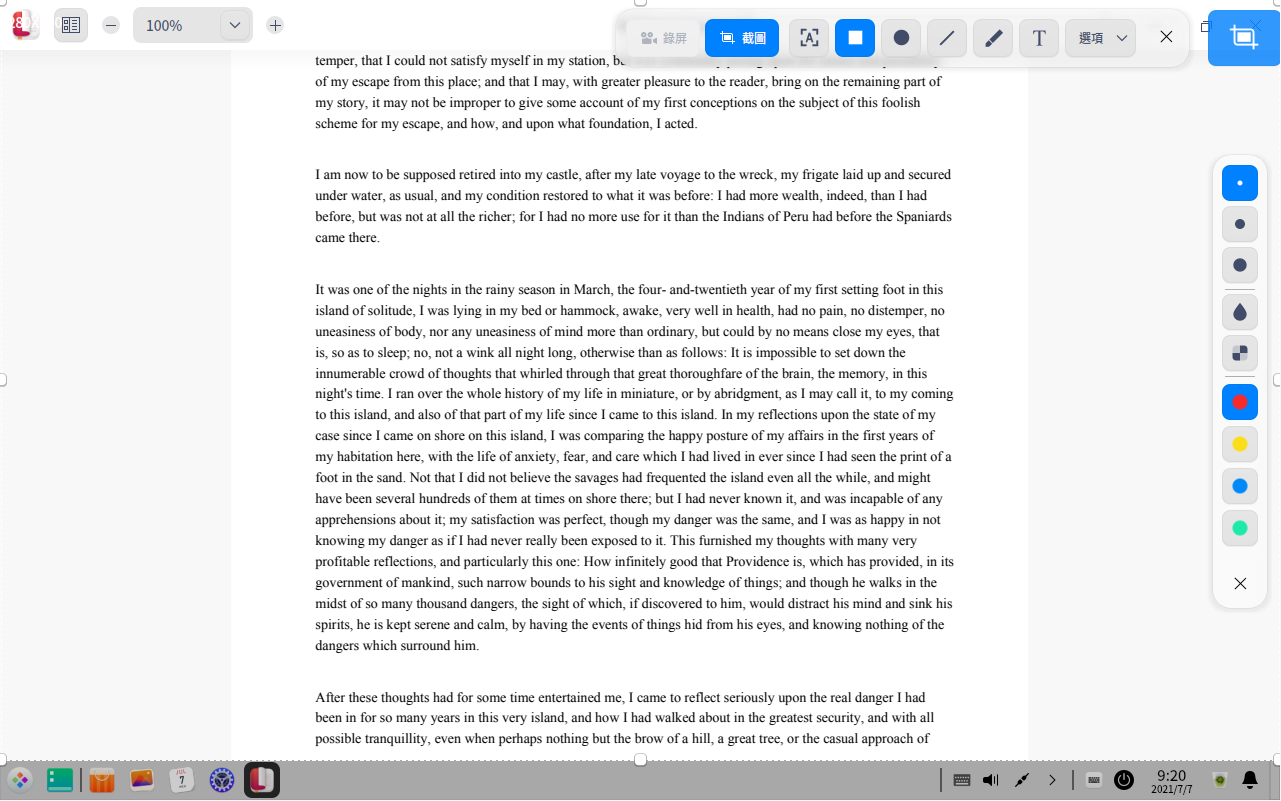 100%
錄屏
截圖
選項
temper, that I could not satisfy myself in my station,
of my escape from this place; and that I may, with greater pleasure to the reader, bring on the remaining part of
my story, it may not be improper to give some account of my first conceptions on the subject of this foolish
scheme for my escape, and how, and upon what foundation, I acted.
I am now to be supposed retired into my castle, after my late voyage to the wreck, my frigate laid up and secured
under water, as usual, and my condition restored to what it was before: I had more wealth, indeed, than I had
before, but was not at all the richer; for I had no more use for it than the Indians of Peru had before the Spaniards
came there.
It was one of the nights in the rainy season in March, the four- and-twentieth year of my first setting foot in this
island of solitude, I was lying in my bed or hammock, awake, very well in health, had no pain, no distemper, no
uneasiness of body, nor any uneasiness of mind more than ordinary, but could by no means close my eyes, that
is, so as to sleep; no, not a wink all night long, otherwise than as follows: It is impossible to set down the
innumerable crowd of thoughts that whirled through that great thoroughfare of the brain, the memory, in this
night's time. I ran over the whole history of my life in miniature, or by abridgment, as I may call it, to my coming
to this island, and also of that part of my life since I came to this island. In my reflections upon the state of my
case since I came on shore on this island, I was comparing the happy posture of my affairs in the first years of
my habitation here, with the life of anxiety, fear, and care which I had lived in ever since I had seen the print of a
foot in the sand. Not that I did not believe the savages had frequented the island even all the while, and might
have been several hundreds of them at times on shore there; but I had never known it, and was incapable of any
apprehensions about it; my satisfaction was perfect, though my danger was the same, and I was as happy in not
knowing my danger as if I had never really been exposed to it. This furnished my thoughts with many very
profitable reflections, and particularly this one: How infinitely good that Providence is, which has provided, in its
government of mankind, such narrow bounds to his sight and knowledge of things; and though he walks in the
midst of so many thousand dangers, the sight of which, if discovered to him, would distract his mind and sink his
spirits, he is kept serene and calm, by having the events of things hid from his eyes, and knowing nothing of the
dangers which surround him.
After these thoughts had for some time entertained me, I came to reflect seriously upon the real danger I had
been in for so many years in this very island, and how I had walked about in the greatest security, and with all
possible tranquillity, even when perhaps nothing but the brow of a hill, a great tree, or the casual approach of
JUL
7
9:20
2021/7/7